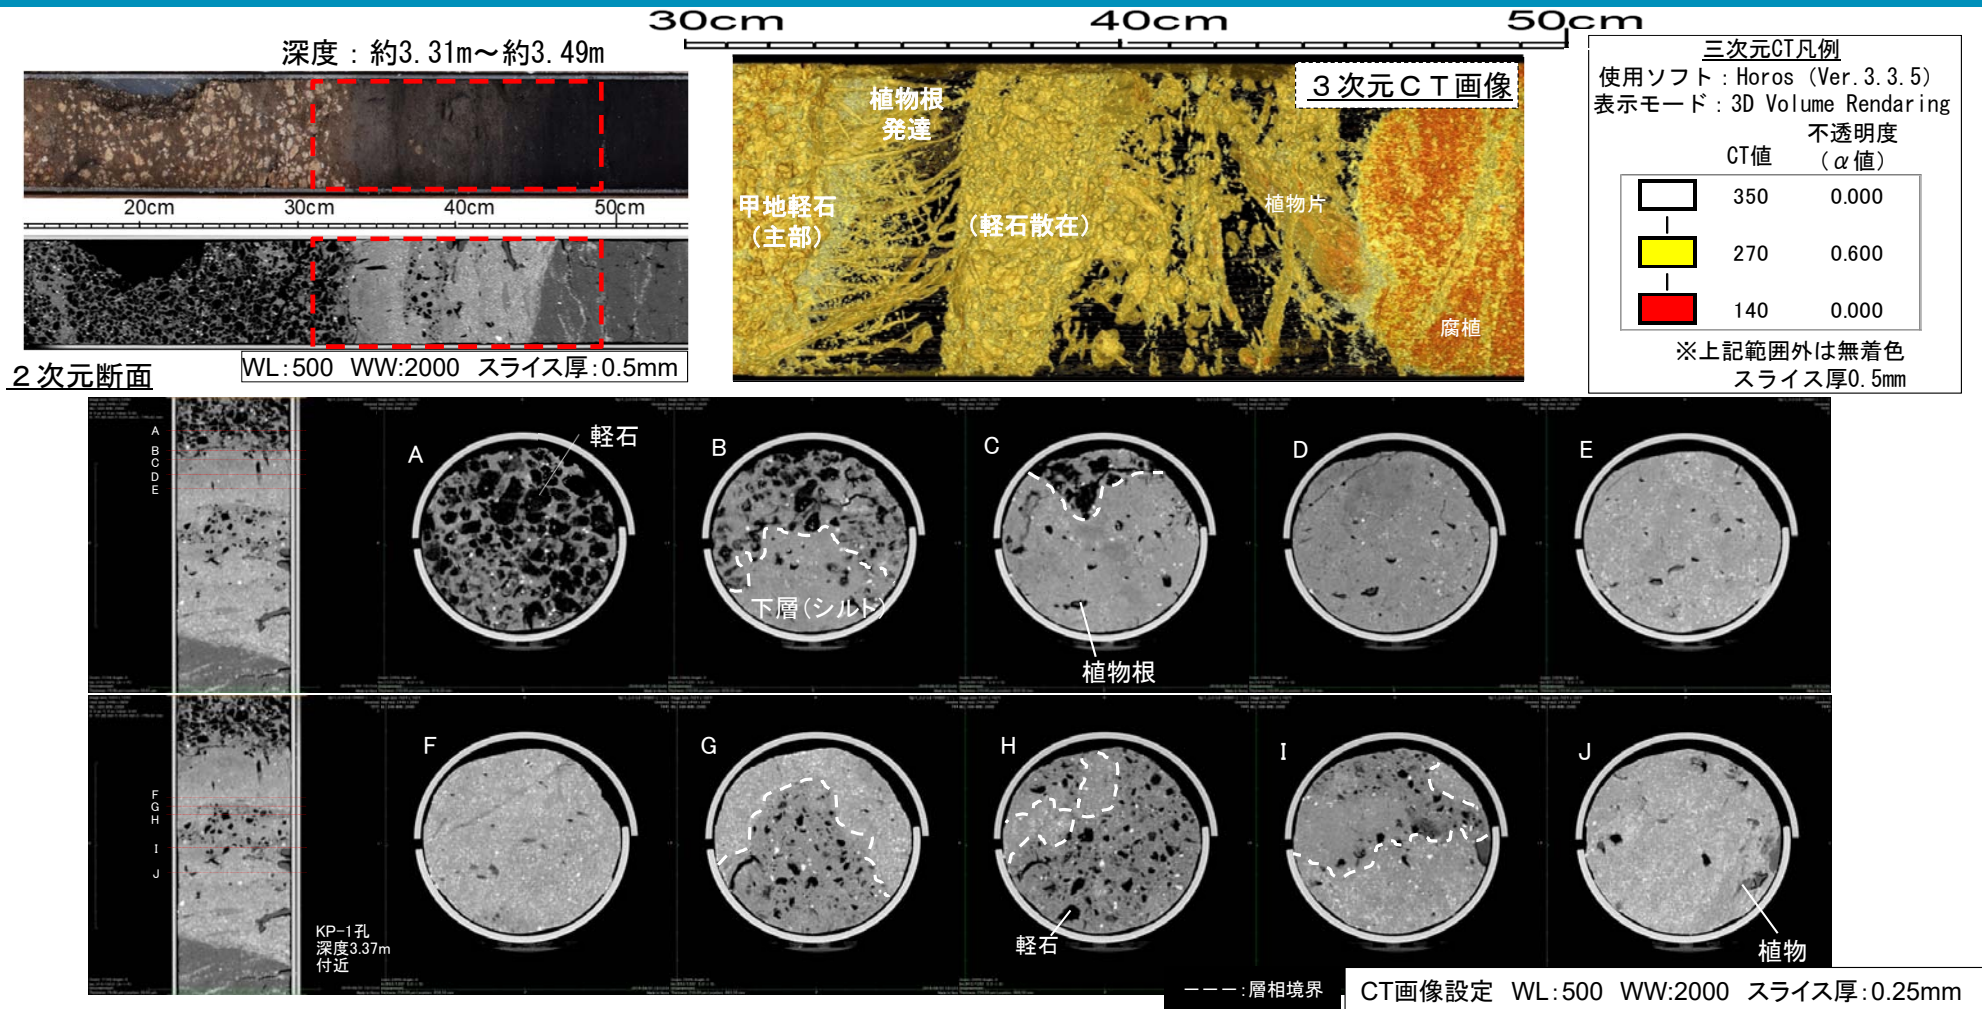 30cm 40cm 50cm
深度：約3.31m～約3.49m
20cm 30cm 40cm 50cm
２次元断面
WL:500 WW:2000 スライス厚:0.5mm
３次元ＣＴ画像
植物根
発達
甲地軽石
（主部）
（軽石散在）
植物片
腐植
三次元CT凡例
使用ソフト：Horos（Ver.3.3.5）
表示モード：3D Volume Rendaring
CT値 不透明度
（α値）
350 0.000
270 0.600
140 0.000
※上記範囲外は無着色
スライス厚0.5mm
A
B
C
D
E
A
軽石
B
下層(シルト)
C
植物根
D
E
F
G
H
I
J
KP-1孔
深度3.37m
付近
F
G
H
軽石
I
J
植物
---:層相境界
CT画像設定 WL:500 WW:2000 スライス厚:0.25mm